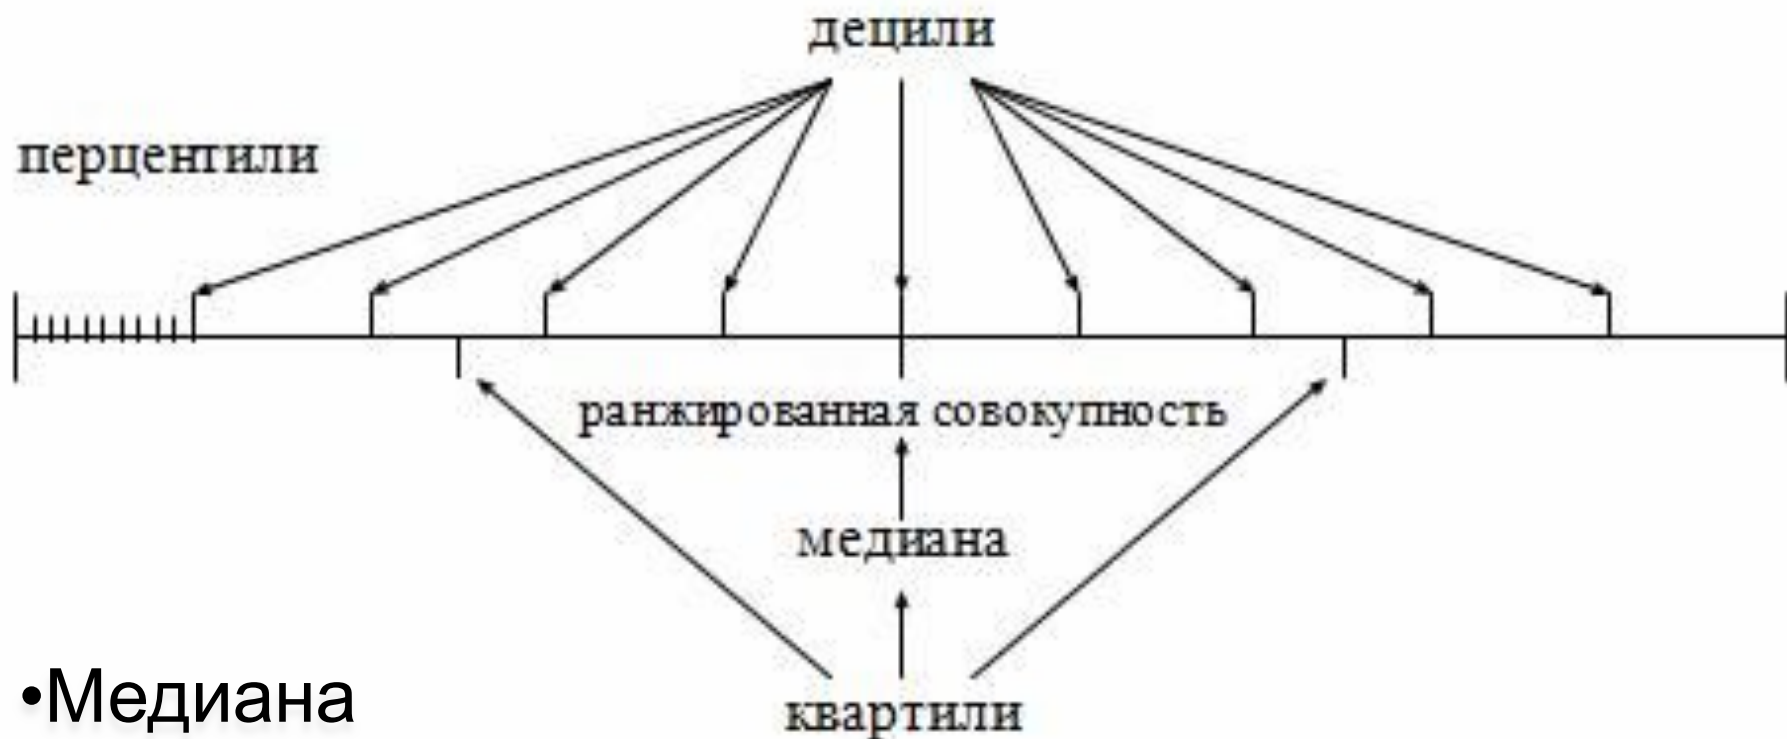 децили
перцентили
ранжированная совокупность
медиана
квартили
•Медиана